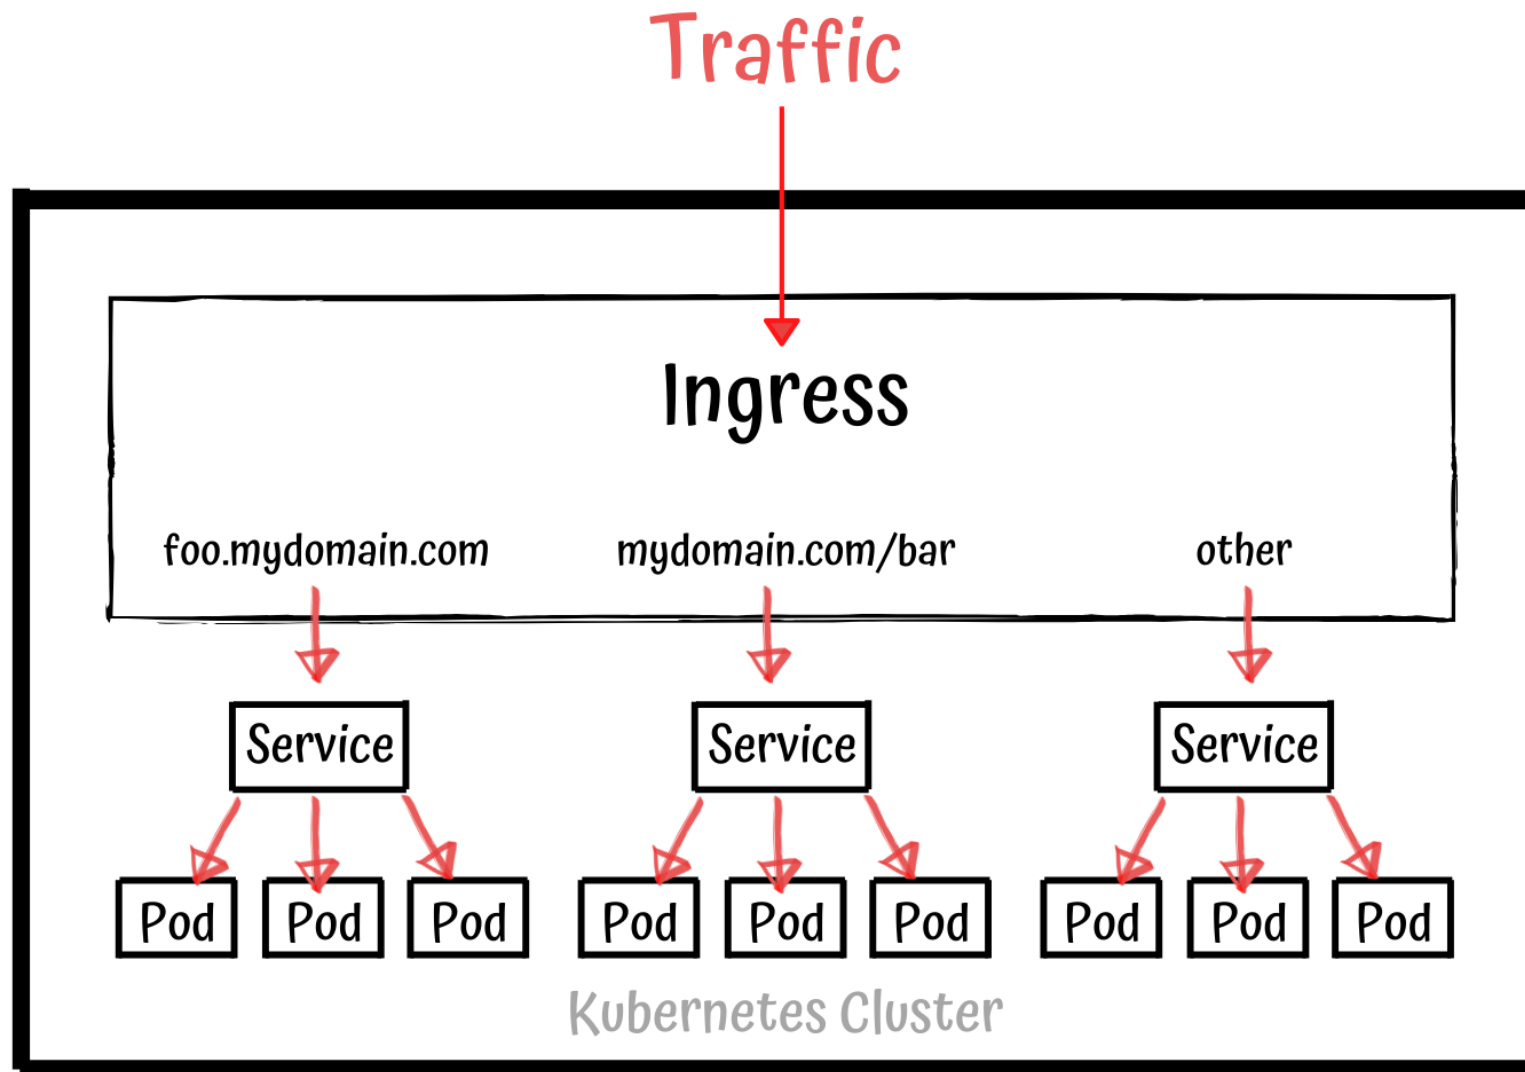 Traffic
Ingress
foo.mydomain.com
mydomain.com/bar
other
Service
Service
Service
Pod
Pod
Pod
Pod
Pod
Pod
Pod
Pod
Pod
Kubernetes Cluster